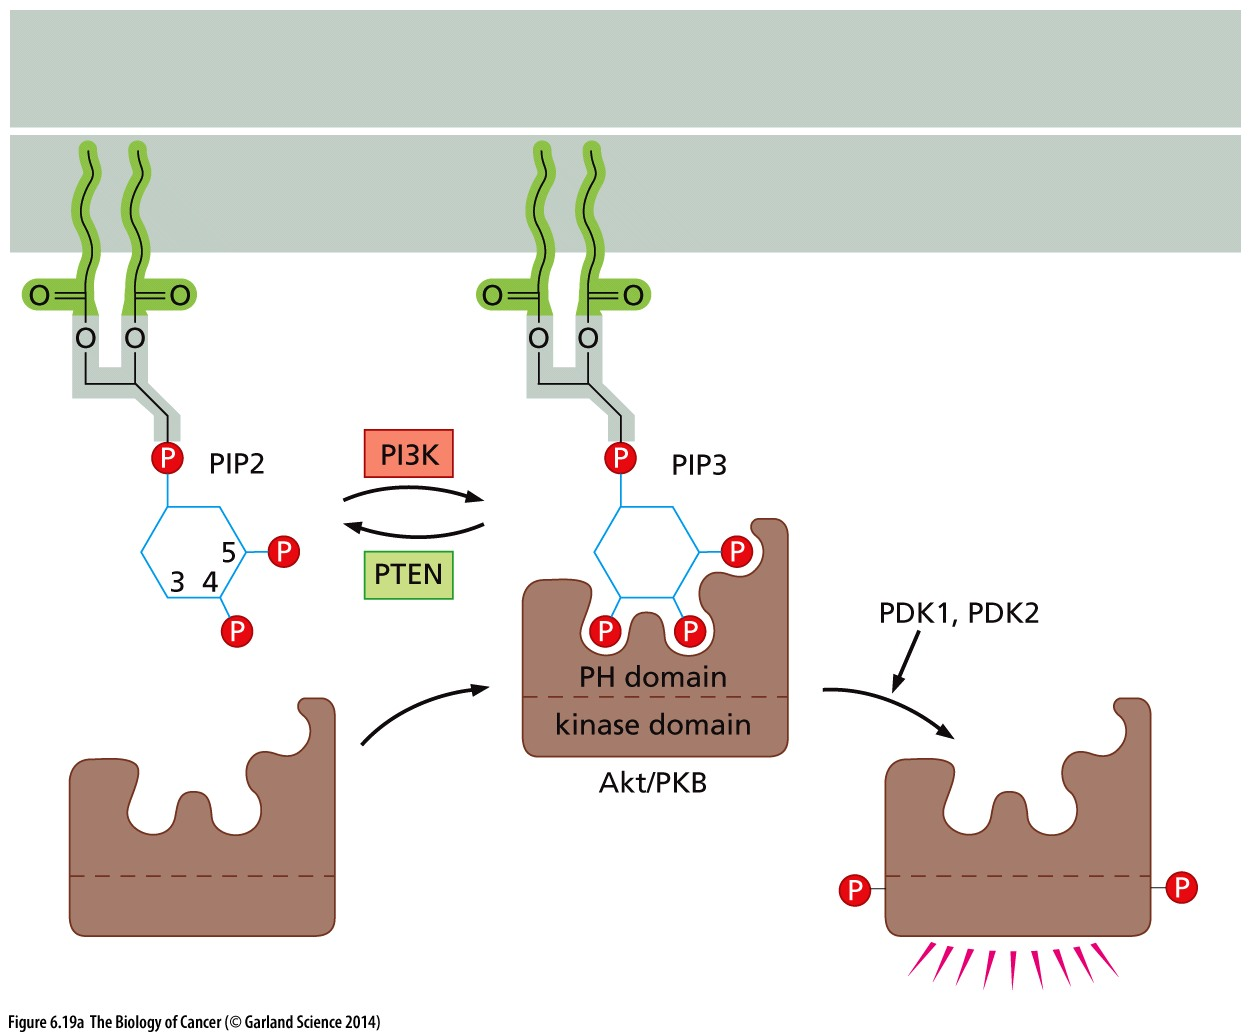 O O O O
O O O O
P PIP2 PI3K P PIP3
5 P PTEN P
3 4
P P P
PDK1, PDK2
PH domain
kinase domain
Akt/PKB
P P
Figure 6.19a The Biology of Cancer (© Garland Science 2014)